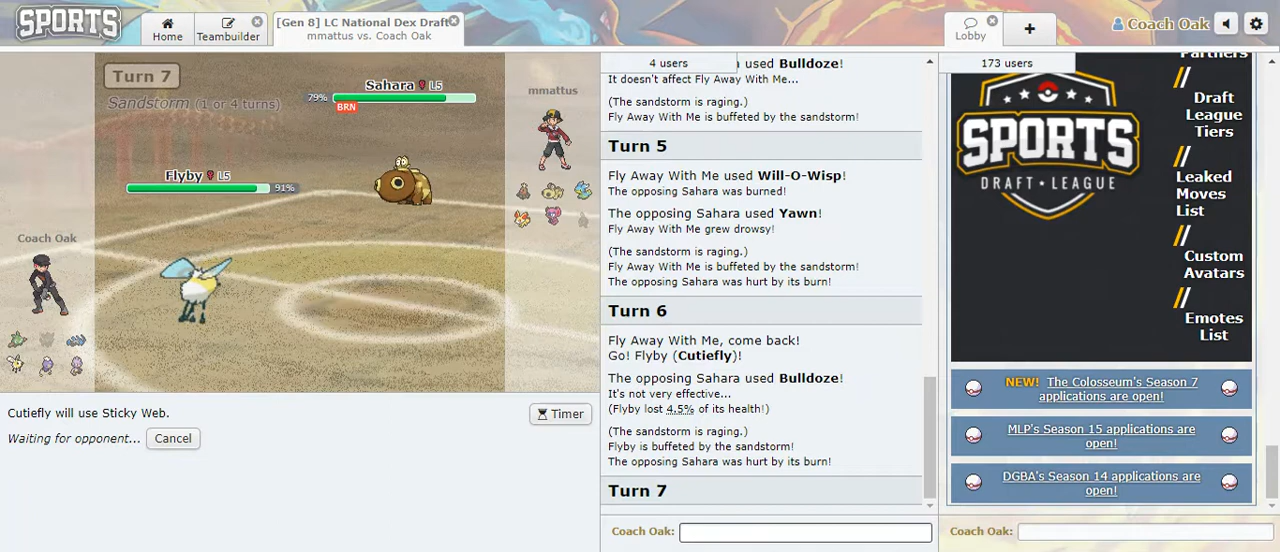 SPORTS
Home
Teambuilder
[Gen 8] LC National Dex Draft
mmattus vs. Coach Oak
Lobby
Coach Oak
Turn 7
Sandstorm (1 or 4 turns)
Sahara L5
79%
BRN
Flyby L5
91%
mmattus
Coach Oak
Cutiefly will use Sticky Web.
Timer
Waiting for opponent...
Cancel
4 users
used Bulldoze!
It doesn't affect Fly Away With Me...
(The sandstorm is raging.)
Fly Away With Me is buffeted by the sandstorm!
Turn 5
Fly Away With Me used Will-O-Wisp!
The opposing Sahara was burned!
The opposing Sahara used Yawn!
Fly Away With Me grew drowsy!
(The sandstorm is raging.)
Fly Away With Me is buffeted by the sandstorm!
The opposing Sahara was hurt by its burn!
Turn 6
Fly Away With Me, come back!
Go! Flyby (Cutiefly)!
The opposing Sahara used Bulldoze!
It's not very effective...
(Flyby lost 4.5% of its health!)
(The sandstorm is raging.)
Flyby is buffeted by the sandstorm!
The opposing Sahara was hurt by its burn!
Turn 7
Coach Oak:
173 users
SPORTS
DRAFT • LEAGUE
//
Draft
League
Tiers
//
Leaked
Moves
List
//
Custom
Avatars
//
Emotes
List
NEW! The Colosseum's Season 7
applications are open!
MLP's Season 15 applications are
open!
DGBA's Season 14 applications are
open!
Coach Oak: